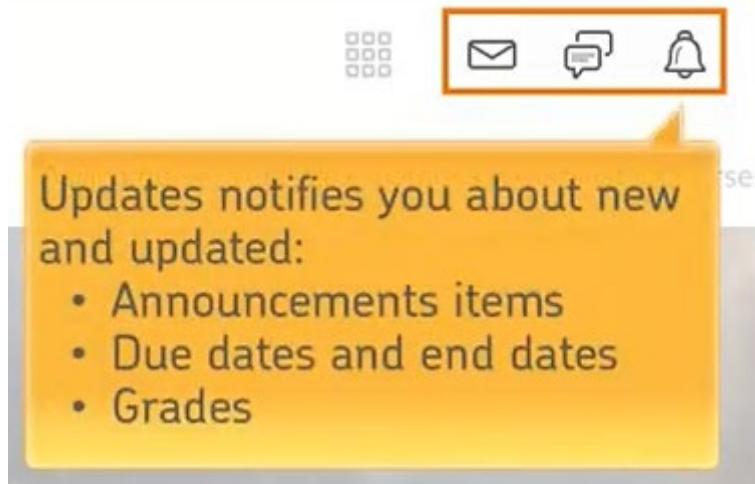 Updates notifies you about new
and updated:
• Announcements items
• Due dates and end dates
• Grades